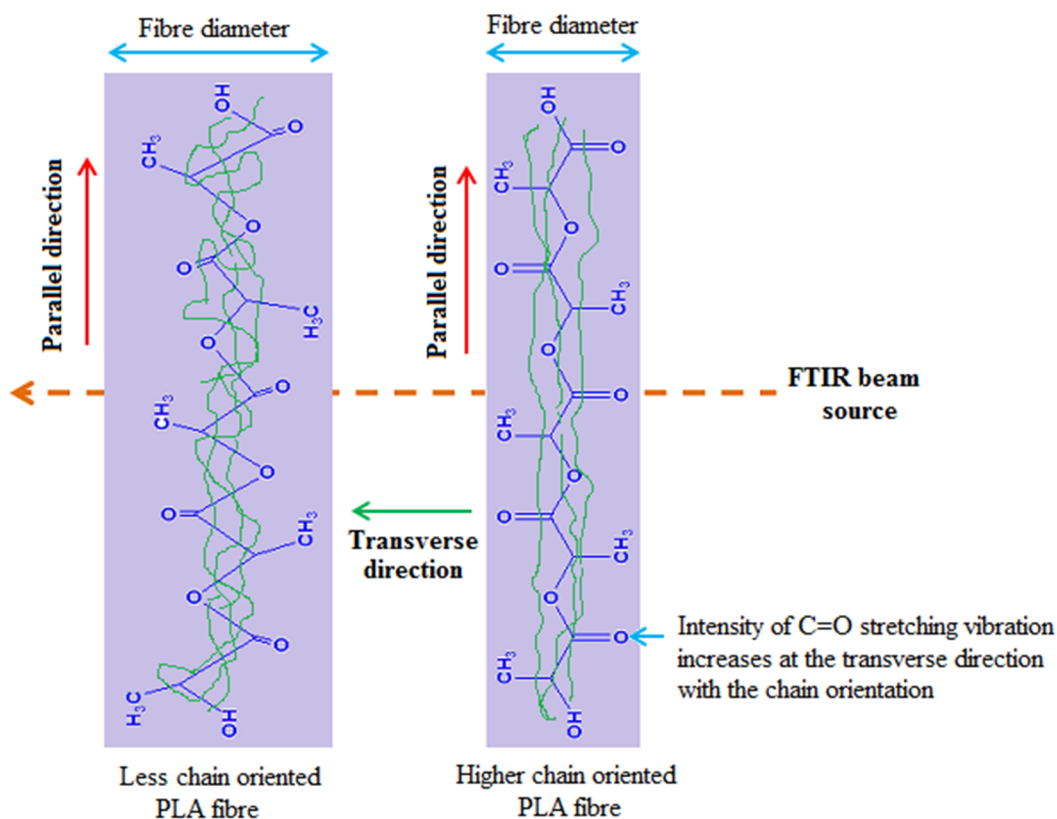 Fibre diameter
Fibre diameter
OH
O
CH₃
O
O
H₃C
O
O
CH₃
O
O
CH₃
O
O
H₃C
OH
OH
O
CH₃
O
O
CH₃
O
O
CH₃
O
O
CH₃
O
O
CH₃
OH
Parallel direction
Parallel direction
FTIR beam
source
Transverse
direction
Intensity of C=O stretching vibration
increases at the transverse direction
with the chain orientation
Less chain oriented
PLA fibre
Higher chain oriented
PLA fibre